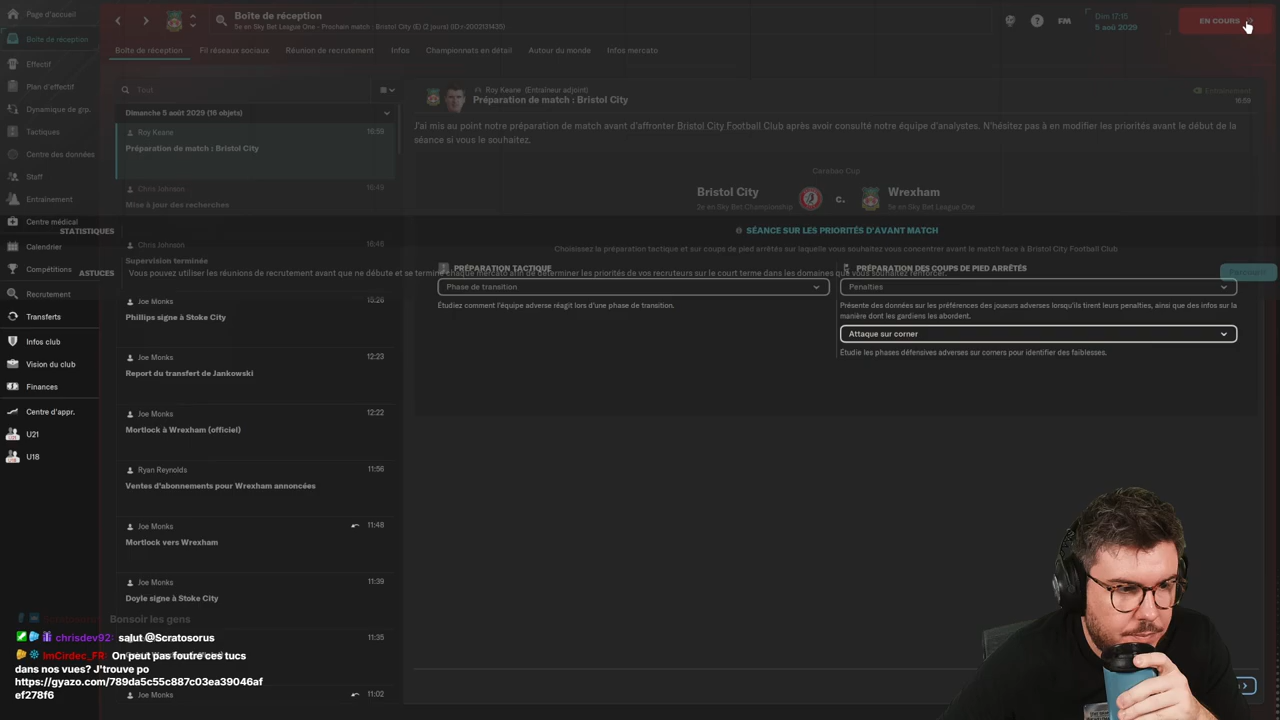 Page d'accueil
Boîte de réception
Effectif
Plan d'effectif
Dynamique de grp.
Tactiques
Centre des données
Staff
Entraînement
Centre médical
STATISTIQUES
Calendrier
ASTUCES
Compétitions
Recrutement
Transferts
Infos club
Vision du club
Finances
Centre d'appr.
U21
U18
Boîte de réception
5e en Sky Bet League One - Prochain match : Bristol City (E) (2 jours) (ID:r-2002131435)
FM
Dim 17:15
5 août 2029
EN COURS
Boîte de réception
Fil réseaux sociaux.
Réunion de recrutement
Infos
Championnats en détail
Autour du monde
Infos mercato
Tout
Dimanche 5 août 2029 (16 objets)
Roy Keane 16:59
Préparation de match : Bristol City
Chris Johnson 16:49
Mise à jour des recherches
Chris Johnson 16:46
Supervision terminée
Vous pouvez utiliser les réunions de recrutement avant que ne débute et se termine chaque mercato afin de déterminer les priorités de vos recruteurs sur le court terme dans les domaines que vous souhaitez renforcer.
Joe Monks 15:26
Phillips signe à Stoke City
Joe Monks 12:23
Report du transfert de Jankowski
Joe Monks 12:22
Mortlock à Wrexham (officiel)
Ryan Reynolds 11:56
Ventes d'abonnements pour Wrexham annoncées
Joe Monks 11:48
Mortlock vers Wrexham
Joe Monks 11:39
Doyle signe à Stoke City
11:35
Joe Monks 11:02
Roy Keane (Entraîneur adjoint)
Préparation de match : Bristol City
Entraînement
16:59
J'ai mis au point notre préparation de match avant d'affronter Bristol City Football Club après avoir consulté notre équipe d'analystes. N'hésitez pas à en modifier les priorités avant le début de la
séance si vous le souhaitez.
Carabao Cup
Bristol City
2e en Sky Bet Championship
c.
Wrexham
5e en Sky Bet League One
SÉANCE SUR LES PRIORITÉS D'AVANT MATCH
Choisissez la préparation tactique et sur coups de pied arrêtés sur laquelle vous souhaitez vous concentrer avant le match face à Bristol City Football Club
PRÉPARATION TACTIQUE
Phase de transition
Étudiez comment l'équipe adverse réagit lors d'une phase de transition.
PRÉPARATION DES COUPS DE PIED ARRÊTÉS
Penalties
Présente des données sur les préférences des joueurs adverses lorsqu'ils tirent leurs penalties, ainsi que des infos sur la
manière dont les gardiens les abordent.
Attaque sur corner
Étudie les phases défensives adverses sur corners pour identifier des faiblesses.
Bonsoir les gens
chrisdev92: salut @Scratosorus
ImCirdec_FR: On peut pas foutre des tucs
dans nos vues? J'trouve po
https://gyazo.com/789da5c55c887c03ea39046af
ef278f6